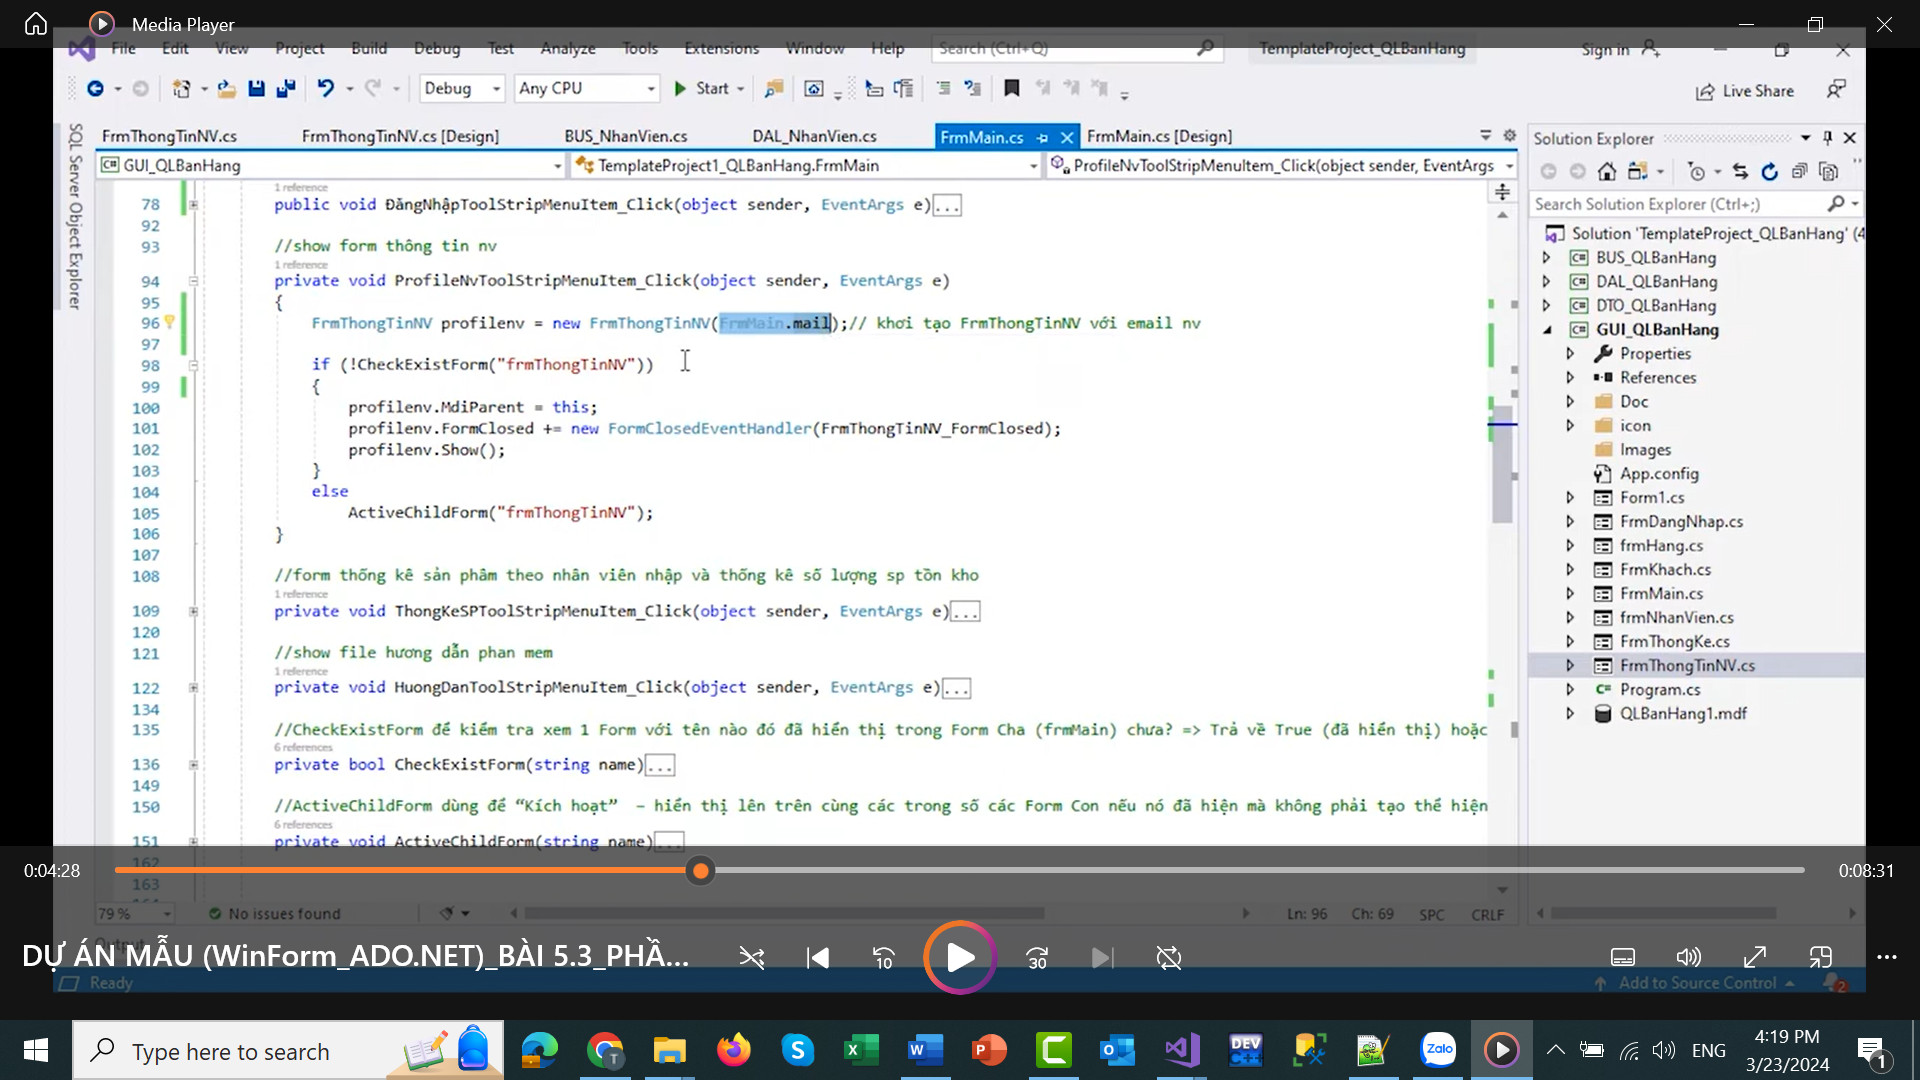 Media Player
File Edit View Project Build Debug Test Analyze Tools Extensions Window Help Search (Ctrl+Q) TemplateProject_QLBanHang Sign in
Debug Any CPU Start Live Share
SQL Server Object Explorer
FrmThongTinNV.cs FrmThongTinNV.cs [Design] BUS_NhanVien.cs DAL_NhanVien.cs FrmMain.cs FrmMain.cs [Design]
GUI_QLBanHang TemplateProject1_QLBanHang.FrmMain ProfileNvToolStripMenuItem_Click(object sender, EventArgs
1 reference
78 public void ĐăngNhậpToolStripMenuItem_Click(object sender, EventArgs e)...
92
93 //show form thông tin nv
1 reference
94 private void ProfileNvToolStripMenuItem_Click(object sender, EventArgs e)
95 {
96 FrmThongTinNV profilenv = new FrmThongTinNV(FrmMain.mail);// khơi tạo FrmThongTinNV với email nv
97
98 if (!CheckExistForm("frmThongTinNV"))
99 {
100 profilenv.MdiParent = this;
101 profilenv.FormClosed += new FormClosedEventHandler(FrmThongTinNV_FormClosed);
102 profilenv.Show();
103 }
104 else
105 ActiveChildForm("frmThongTinNV");
106 }
107
108 //form thống kê sản phâm theo nhân viên nhập và thống kê số lượng sp tồn kho
1 reference
109 private void ThongKeSPToolStripMenuItem_Click(object sender, EventArgs e)...
120
121 //show file hương dẫn phan mem
1 reference
122 private void HuongDanToolStripMenuItem_Click(object sender, EventArgs e)...
134
135 //CheckExistForm để kiểm tra xem 1 Form với tên nào đó đã hiển thị trong Form Cha (frmMain) chưa? => Trả về True (đã hiển thị) hoặc
6 references
136 private bool CheckExistForm(string name)...
149
150 //ActiveChildForm dùng để “Kích hoạt” – hiển thị lên trên cùng các trong số các Form Con nếu nó đã hiện mà không phải tạo thể hiện
6 references
151 private void ActiveChildForm(string name)...
162
163
Solution Explorer
Search Solution Explorer (Ctrl+;)
Solution 'TemplateProject_QLBanHang' (4
BUS_QLBanHang
DAL_QLBanHang
DTO_QLBanHang
GUI_QLBanHang
Properties
References
Doc
icon
Images
App.config
Form1.cs
FrmDangNhap.cs
frmHang.cs
FrmKhach.cs
FrmMain.cs
frmNhanVien.cs
FrmThongKe.cs
FrmThongTinNV.cs
Program.cs
QLBanHang1.mdf
0:04:28 0:08:31
79 % No issues found Ln: 96 Ch: 69 SPC CRLF
Output
DỰ ÁN MẪU (WinForm_ADO.NET)_BÀI 5.3_PHẦ... 10 30
Ready Add to Source Control 2
Type here to search ENG 4:19 PM
3/23/2024 1